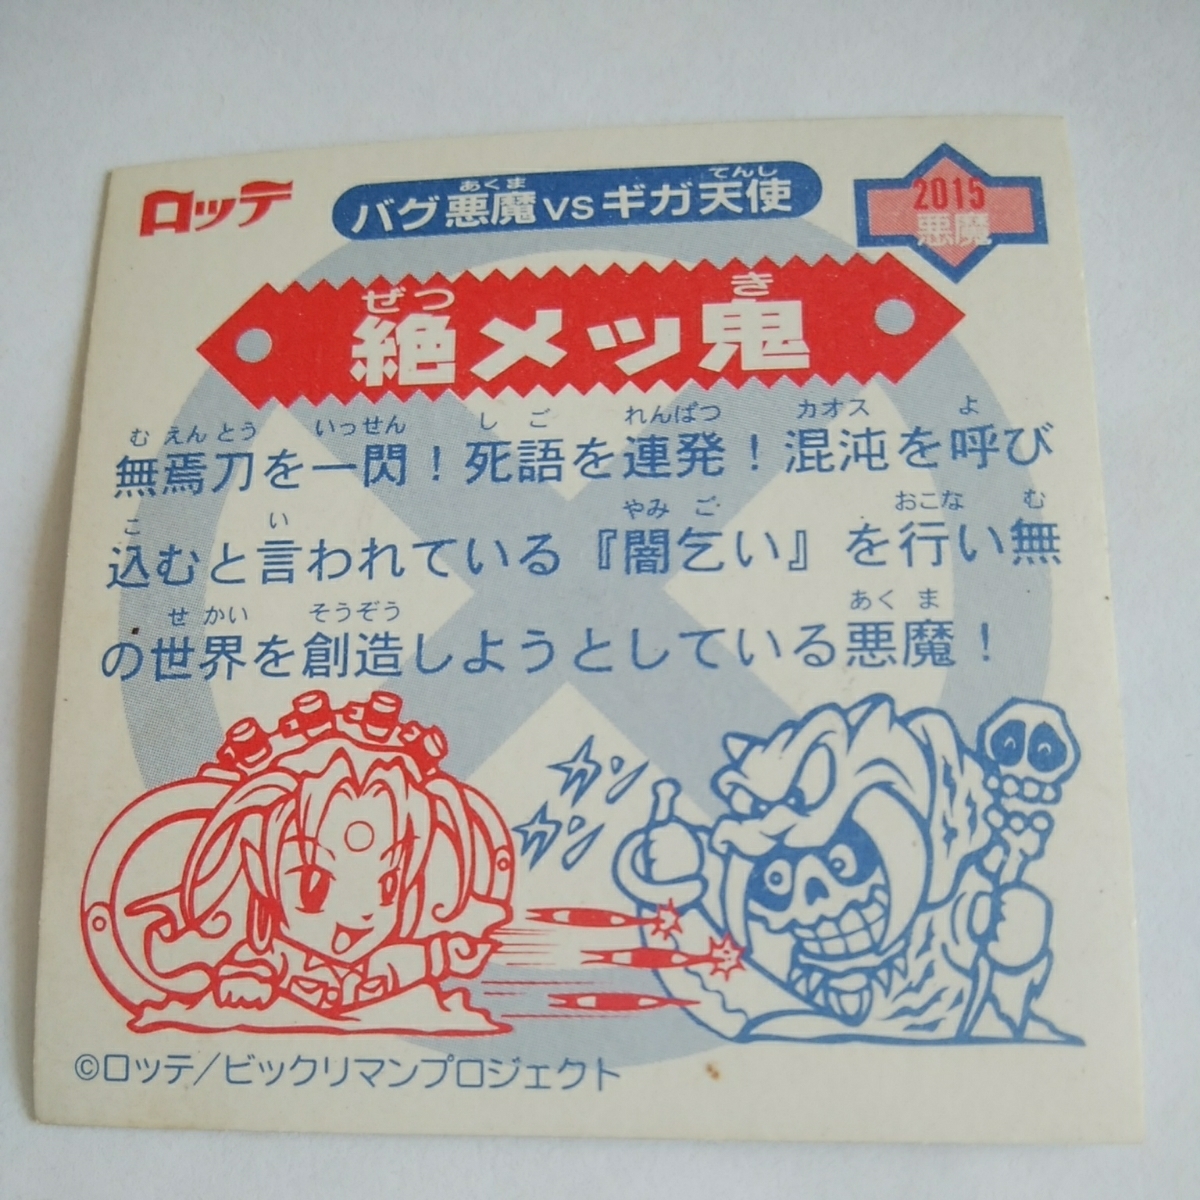 ロッテ
バグ悪魔vsギガ天使
あくま
てんし
2015
悪魔
ぜつ き
絶メッ鬼
む えん とう いっせん し ご れんぱつ カオス よ
無焉刀を一閃！死語を連発！混沌を呼び
こ い やみ ご おこな む
込むと言われている『闇乞い』を行い無
せ かい そうぞう あく ま
の世界を創造しようとしている悪魔！
カン
カン
©ロッテ/ビックリマンプロジェクト